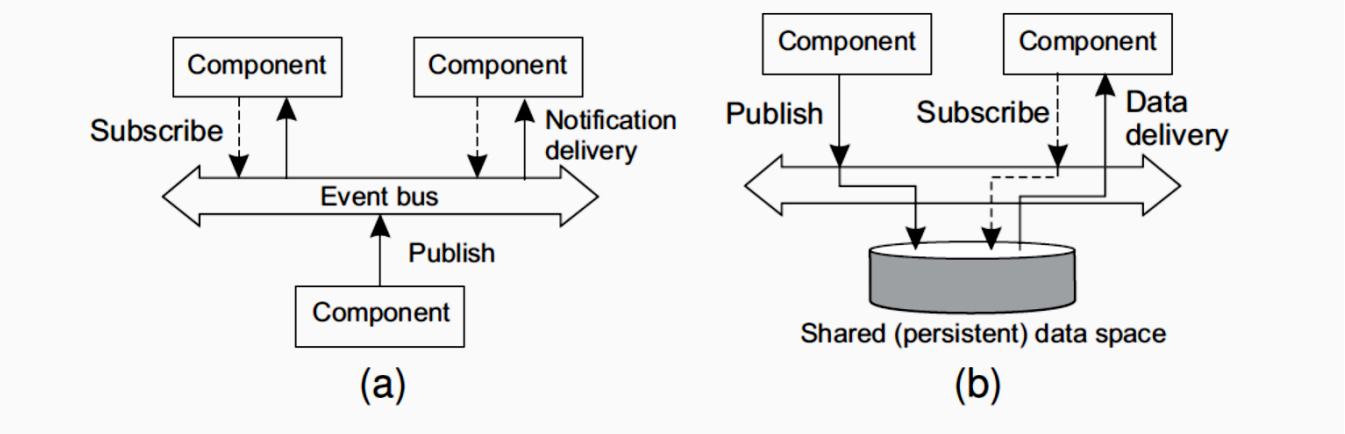 Component
Component
Subscribe
Notification
delivery
Event bus
Publish
Component
(a)
Component
Component
Publish
Subscribe
Data
delivery
Shared (persistent) data space
(b)